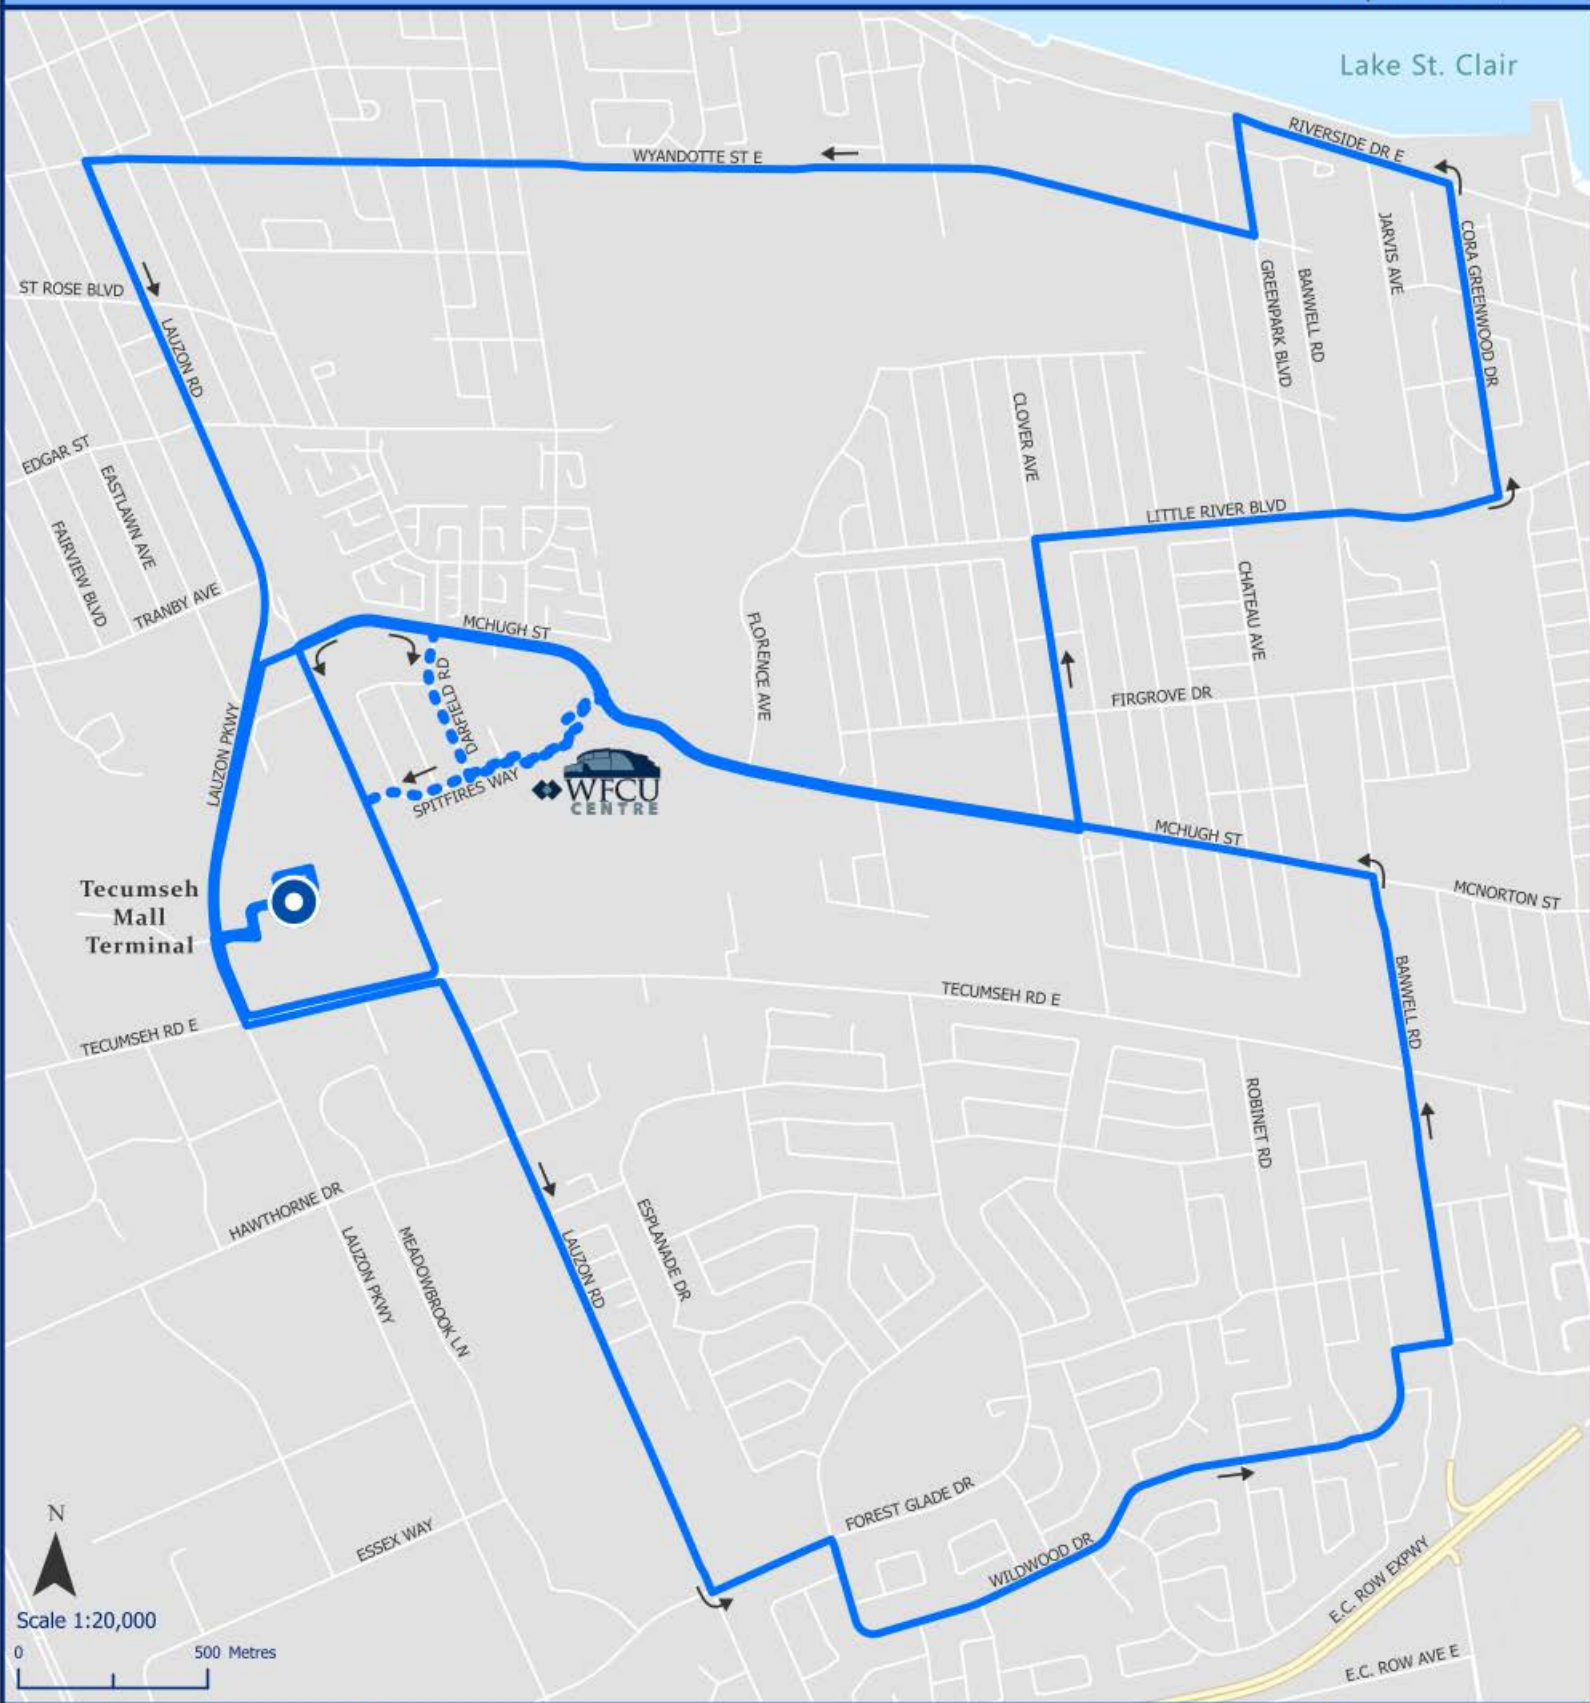 Lake St. Clair
RIVERSIDE DR E
WYANDOTTE ST E
JARVIS AVE
CORA GREENWOOD DR
GREENPARK BLVD
BANWELL RD
ST ROSE BLVD
LAUZON RD
CLOVER AVE
EDGAR ST
EASTLAWN AVE
FAIRVIEW BLVD
LITTLE RIVER BLVD
TRANBY AVE
CHATEAU AVE
MCHUGH ST
FLORENCE AVE
DARFIELD RD
FIRGROVE DR
LAUZON PKWY
SPITFIRES WAY
WFCU
CENTRE
MCHUGH ST
MCNORTON ST
Tecumseh
Mall
Terminal
BANWELL RD
TECUMSEH RD E
TECUMSEH RD E
ROBINET RD
HAWTHORNE DR
LAUZON PKWY
MEADOWBROOK LN
LAUZON RD
ESPLANADE DR
FOREST GLADE DR
ESSEX WAY
WILDWOOD DR
E.C. ROW EXPWY
E.C. ROW AVE E
N
Scale 1:20,000
0 500 Metres